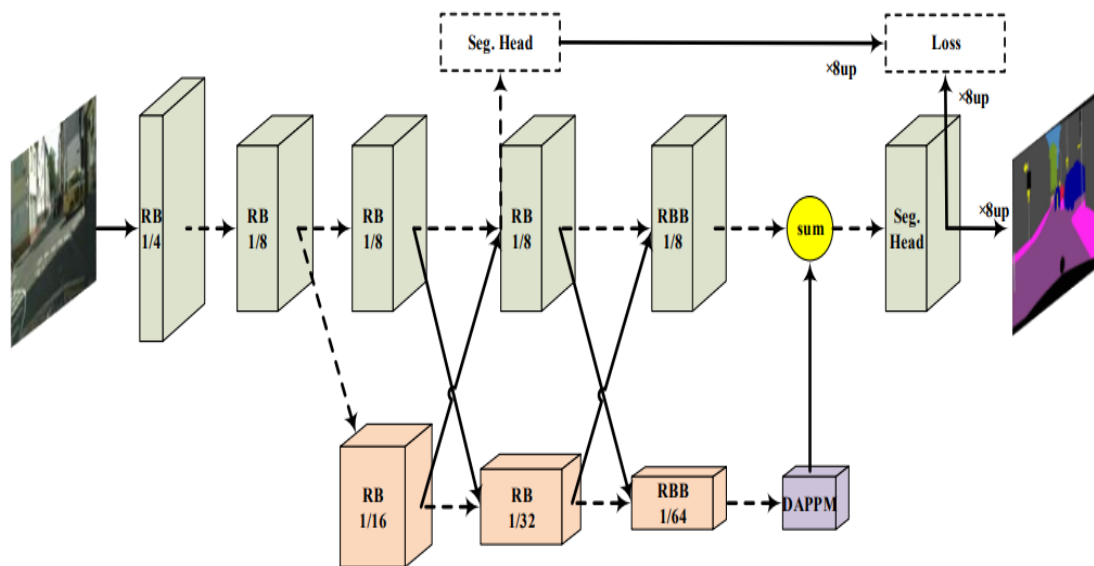 Seg. Head
Loss
×8up
×8up
RB
1/4
RB
1/8
RB
1/8
RB
1/8
RBB
1/8
sum
Seg.
Head
×8up
RB
1/16
RB
1/32
RBB
1/64
DAPPM